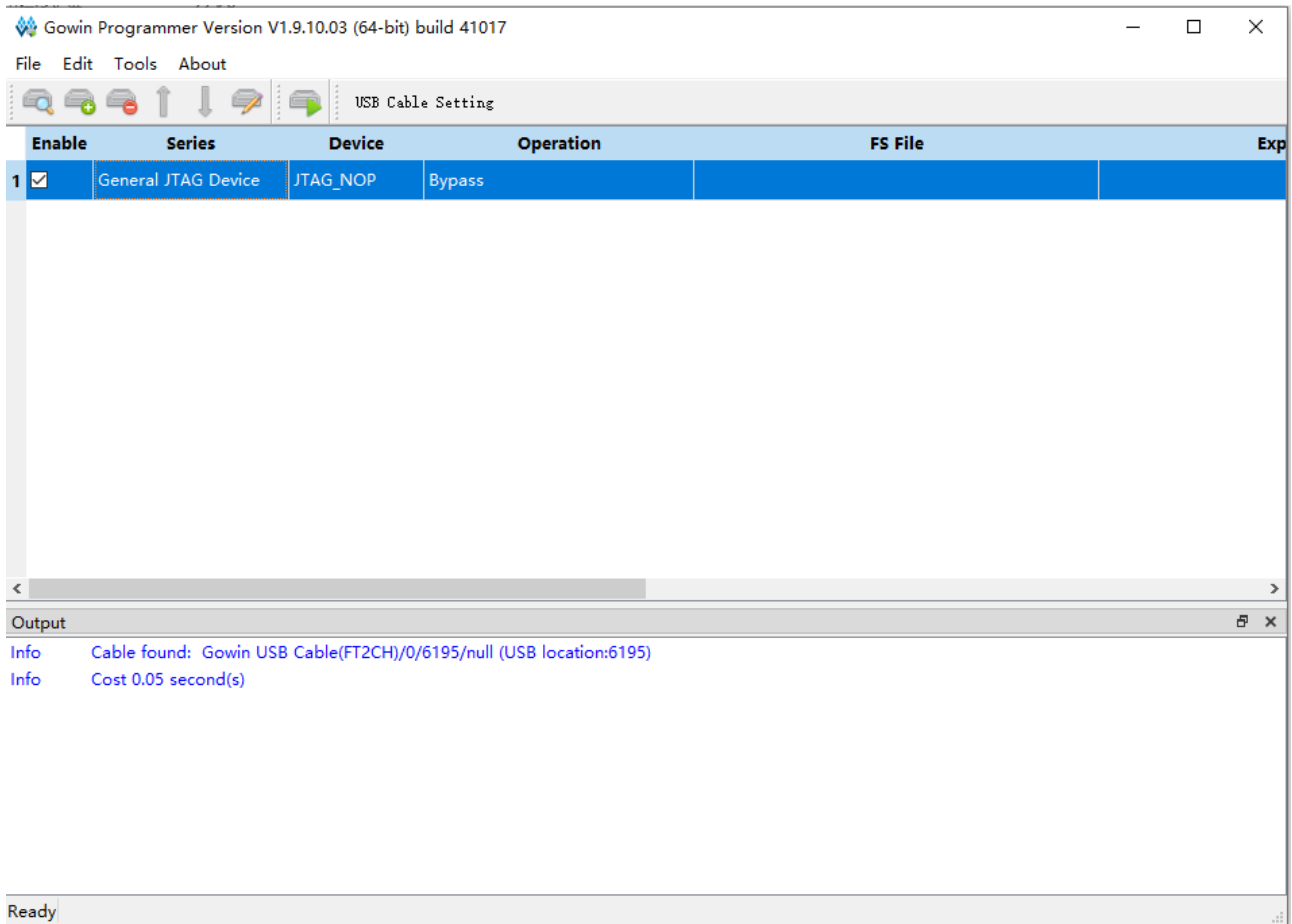 Gowin Programmer Version V1.9.10.03 (64-bit) build 41017
File Edit Tools About
USB Cable Setting
Enable Series Device Operation FS File Exp
1 General JTAG Device JTAG_NOP Bypass
Output
Info Cable found: Gowin USB Cable(FT2CH)/0/6195/null (USB location:6195)
Info Cost 0.05 second(s)
Ready